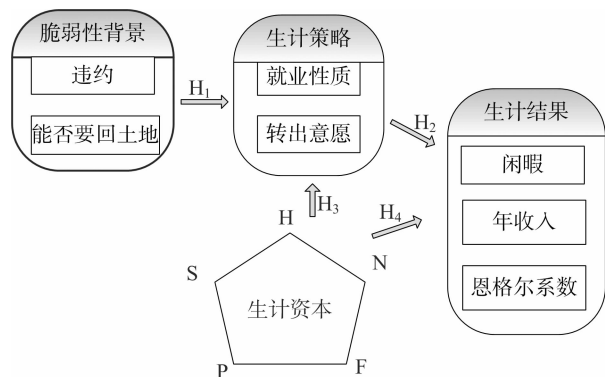 脆弱性背景
违约
能否要回土地
H₁
生计策略
就业性质
转出意愿
H₂
生计结果
闲暇
年收入
恩格尔系数
H₃
H₄
H
S
N
生计资本
P
F